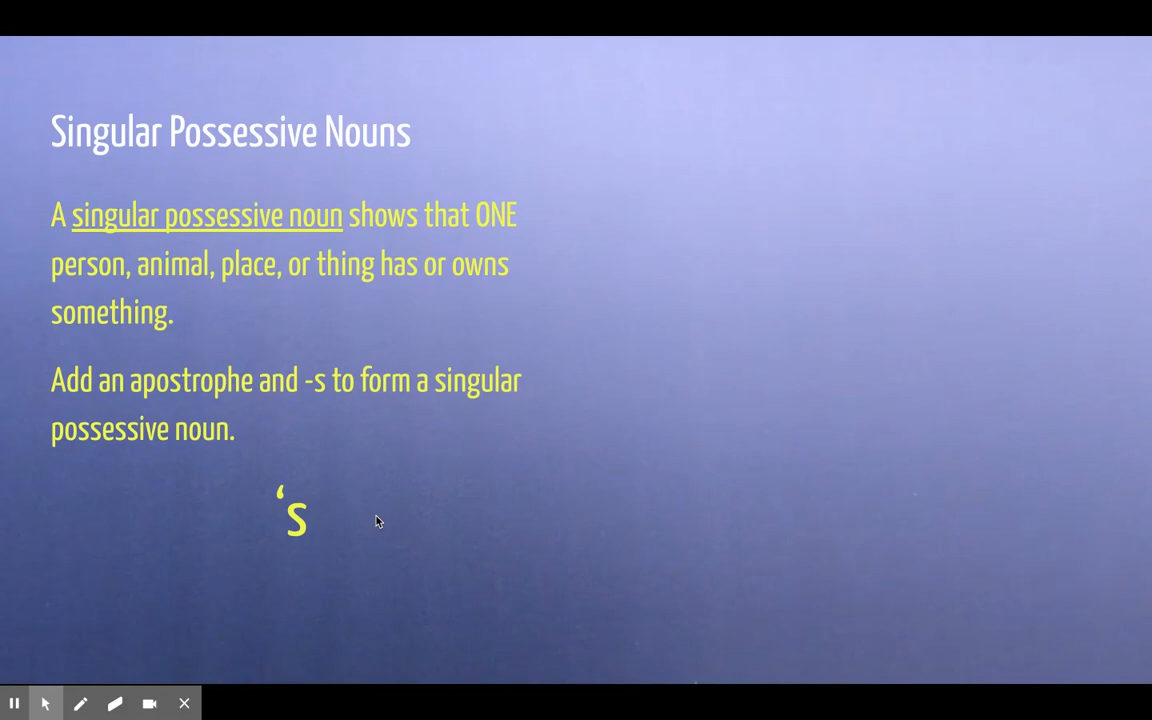 Singular Possessive Nouns
A singular possessive noun shows that ONE
person, animal, place, or thing has or owns
something.
Add an apostrophe and -s to form a singular
possessive noun.
‘s